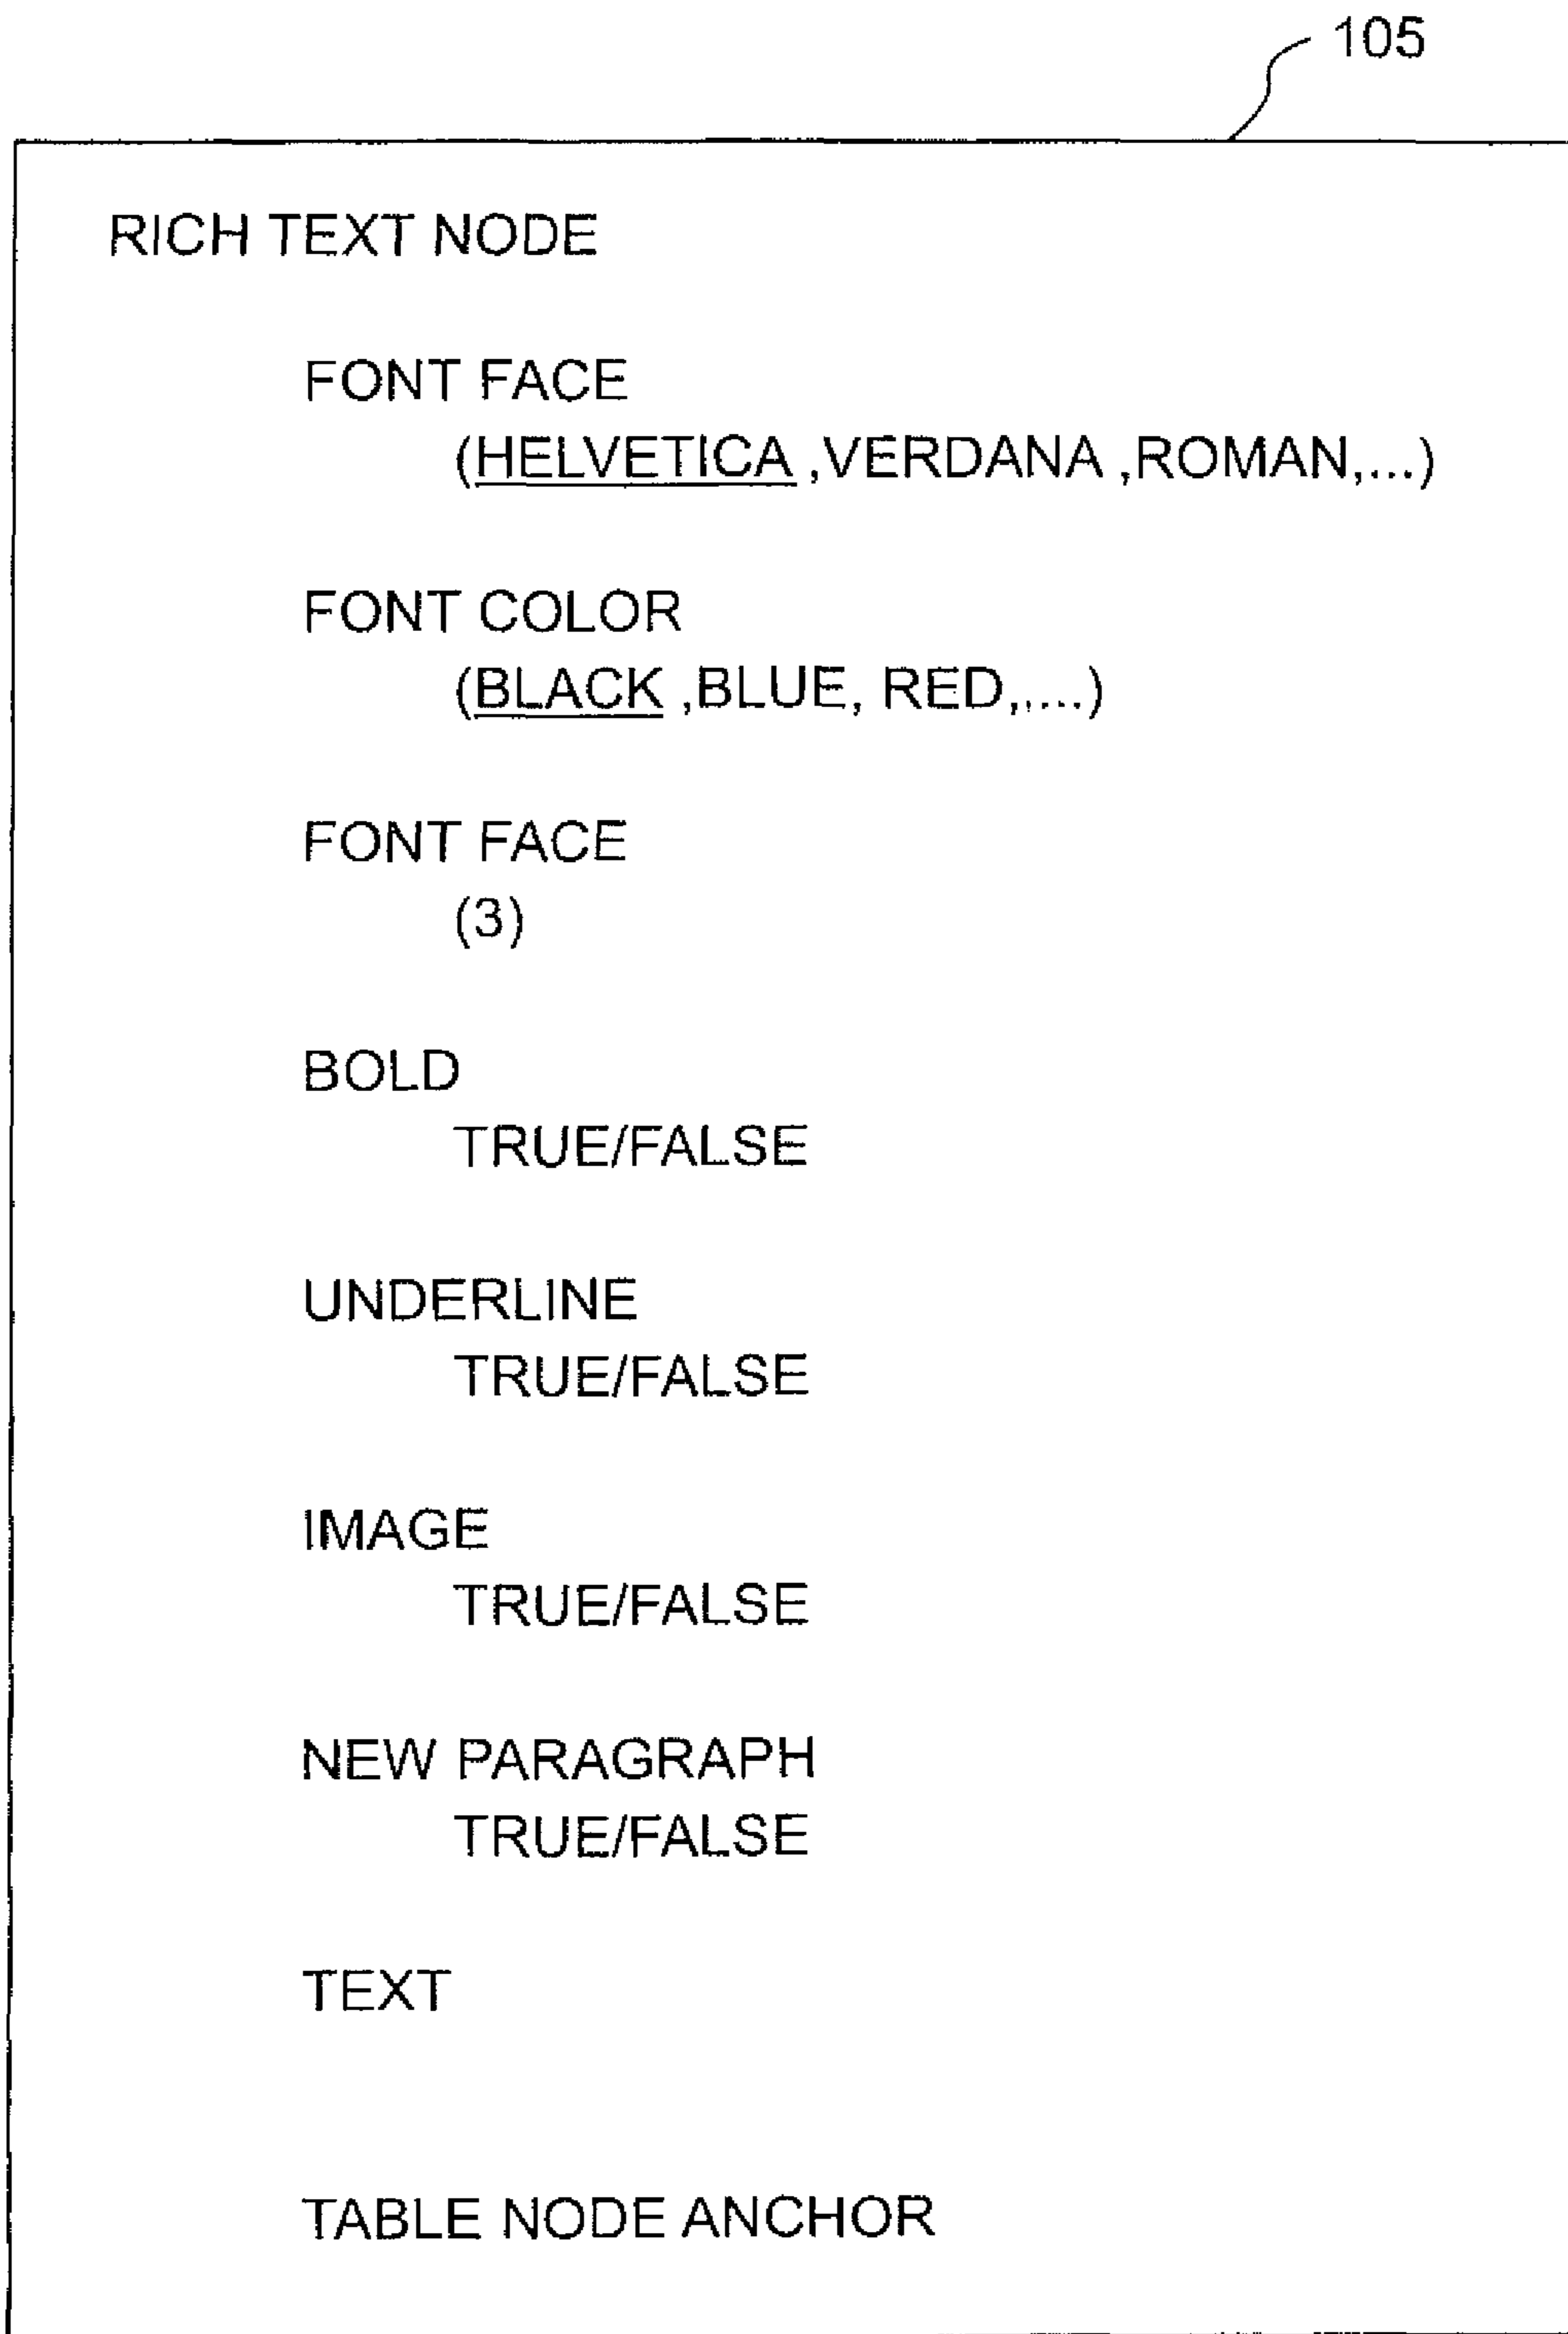 105
RICH TEXT NODE
FONT FACE
(HELVETICA ,VERDANA ,ROMAN,...)
FONT COLOR
(BLACK ,BLUE, RED,,....)
FONT FACE
(3)
BOLD
TRUE/FALSE
UNDERLINE
TRUE/FALSE
IMAGE
TRUE/FALSE
NEW PARAGRAPH
TRUE/FALSE
TEXT
TABLE NODE ANCHOR